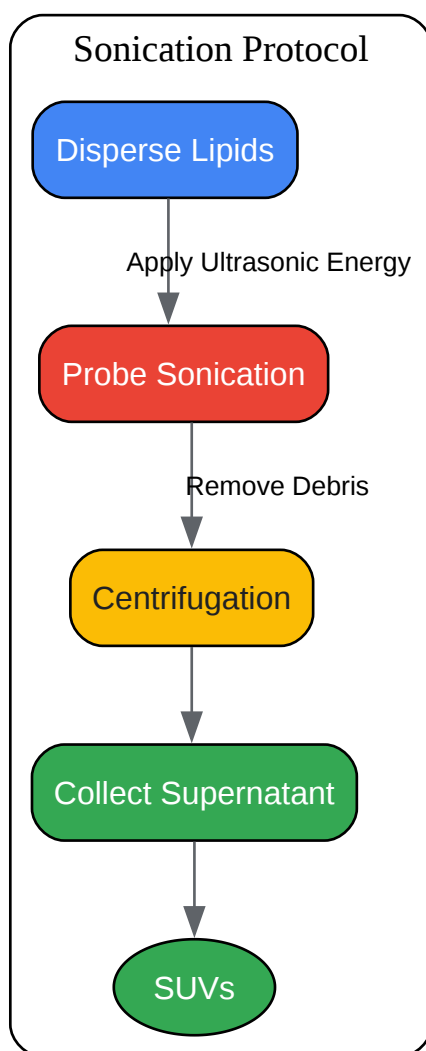 Sonication Protocol
Disperse Lipids
Apply Ultrasonic Energy
Probe Sonication
Remove Debris
Centrifugation
Collect Supernatant
SUVs